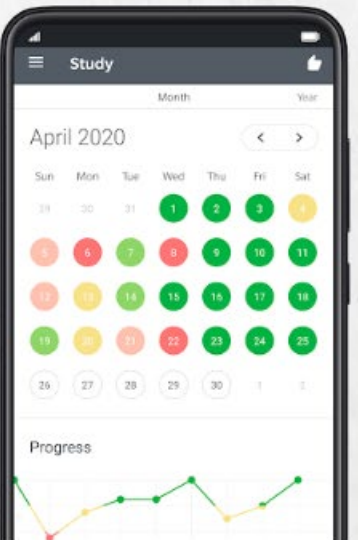 Study
Month Year
April 2020
Sun Mon Tue Wed Thu Fri Sat
29 30 31 1 2 3 4
5 6 7 8 9 10 11
12 13 14 15 16 17 18
19 20 21 22 23 24 25
26 27 28 29 30 1 2
Progress